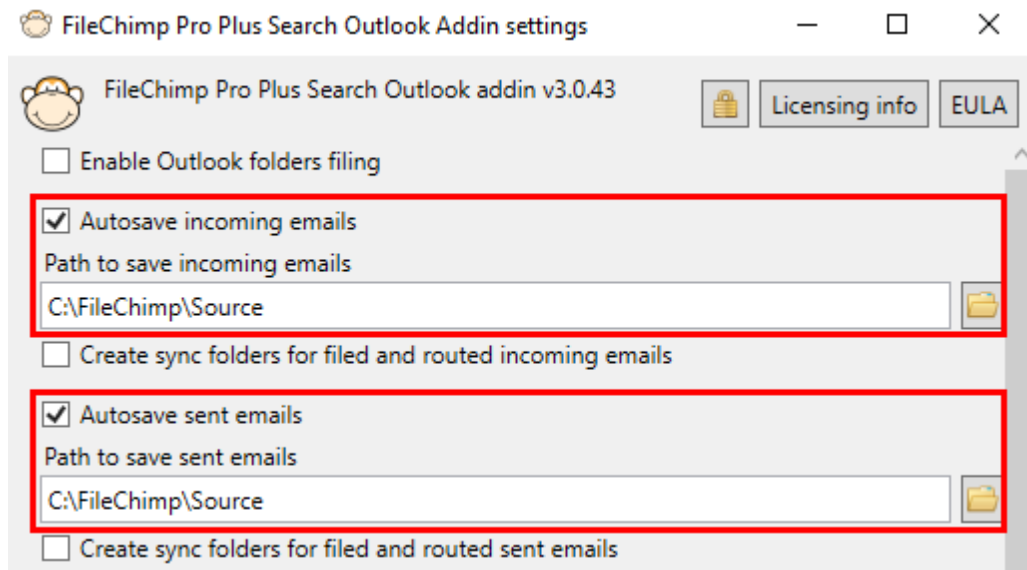 FileChimp Pro Plus Search Outlook Addin settings
FileChimp Pro Plus Search Outlook addin v3.0.43
Licensing info
EULA
Enable Outlook folders filing
Autosave incoming emails
Path to save incoming emails
C:\FileChimp\Source
Create sync folders for filed and routed incoming emails
Autosave sent emails
Path to save sent emails
C:\FileChimp\Source
Create sync folders for filed and routed sent emails